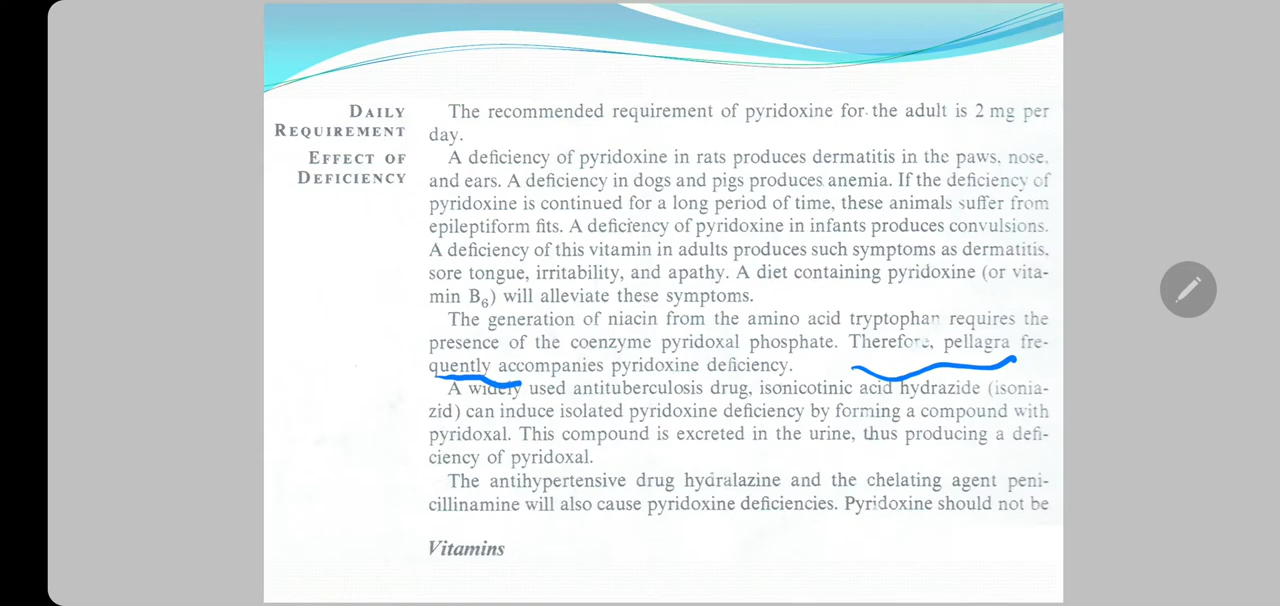 DAILY
REQUIREMENT
The recommended requirement of pyridoxine for the adult is 2 mg per
day.
EFFECT OF
DEFICIENCY
A deficiency of pyridoxine in rats produces dermatitis in the paws, nose,
and ears. A deficiency in dogs and pigs produces anemia. If the deficiency of
pyridoxine is continued for a long period of time, these animals suffer from
epileptiform fits. A deficiency of pyridoxine in infants produces convulsions.
A deficiency of this vitamin in adults produces such symptoms as dermatitis,
sore tongue, irritability, and apathy. A diet containing pyridoxine (or vita-
min B₆) will alleviate these symptoms.
The generation of niacin from the amino acid tryptophan requires the
presence of the coenzyme pyridoxal phosphate. Therefore, pellagra fre-
quently accompanies pyridoxine deficiency.
A widely used antituberculosis drug, isonicotinic acid hydrazide (isonia-
zid) can induce isolated pyridoxine deficiency by forming a compound with
pyridoxal. This compound is excreted in the urine, thus producing a defi-
ciency of pyridoxal.
The antihypertensive drug hydralazine and the chelating agent peni-
cillinamine will also cause pyridoxine deficiencies. Pyridoxine should not be
Vitamins